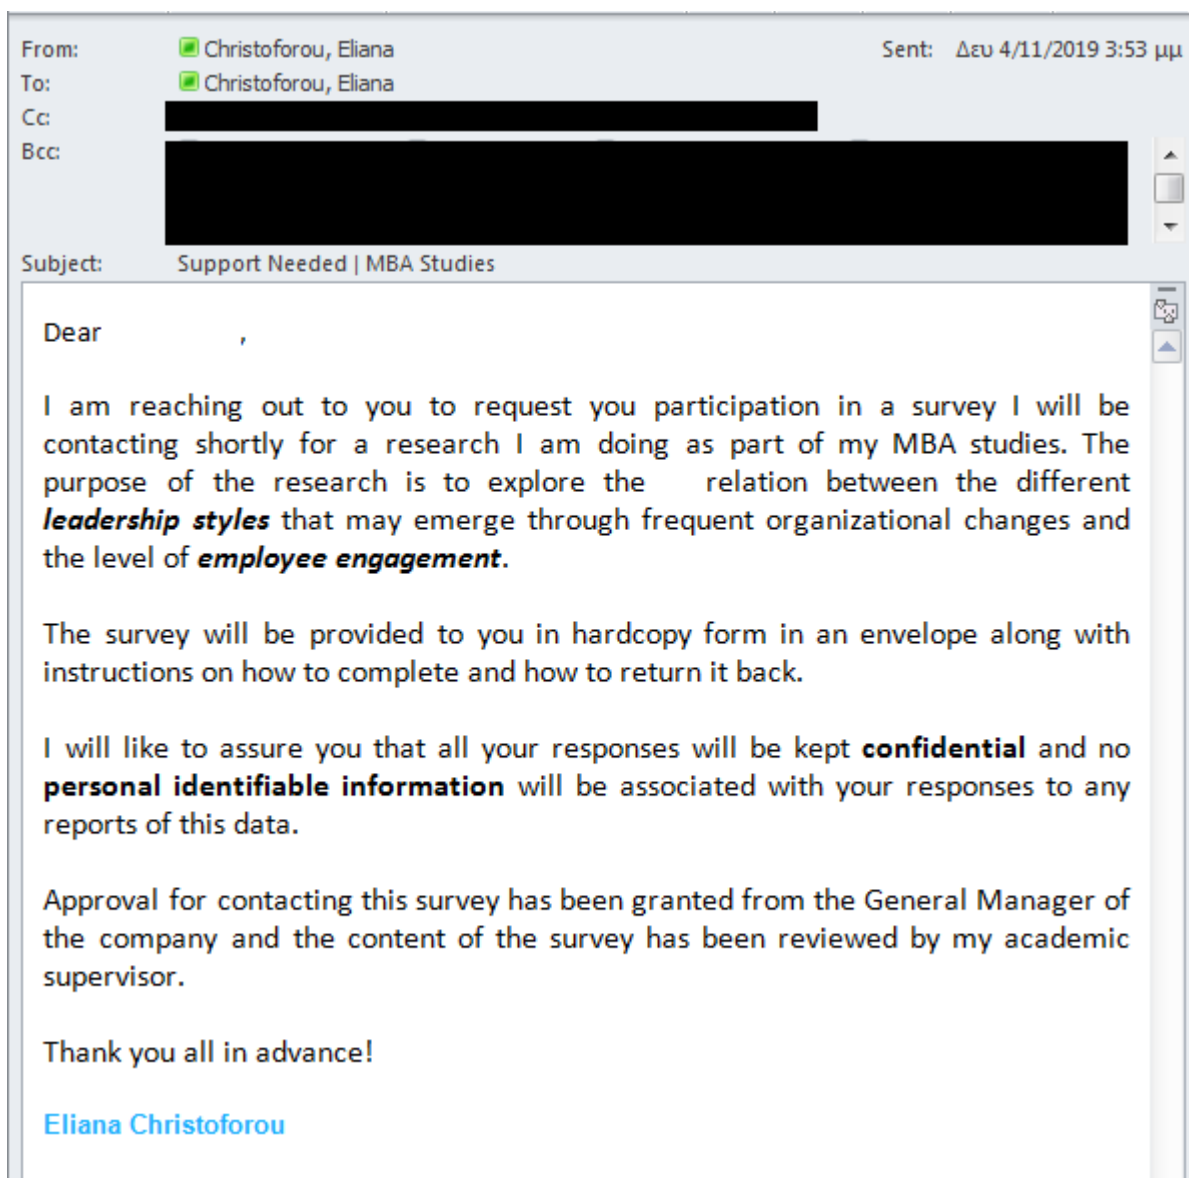 From: Christoforou, Eliana Sent: Δευ 4/11/2019 3:53 μμ
To: Christoforou, Eliana
Cc:
Bcc:
Subject: Support Needed | MBA Studies
Dear ,
I am reaching out to you to request you participation in a survey I will be
contacting shortly for a research I am doing as part of my MBA studies. The
purpose of the research is to explore the relation between the different
leadership styles that may emerge through frequent organizational changes and
the level of employee engagement.
The survey will be provided to you in hardcopy form in an envelope along with
instructions on how to complete and how to return it back.
I will like to assure you that all your responses will be kept confidential and no
personal identifiable information will be associated with your responses to any
reports of this data.
Approval for contacting this survey has been granted from the General Manager of
the company and the content of the survey has been reviewed by my academic
supervisor.
Thank you all in advance!
Eliana Christoforou